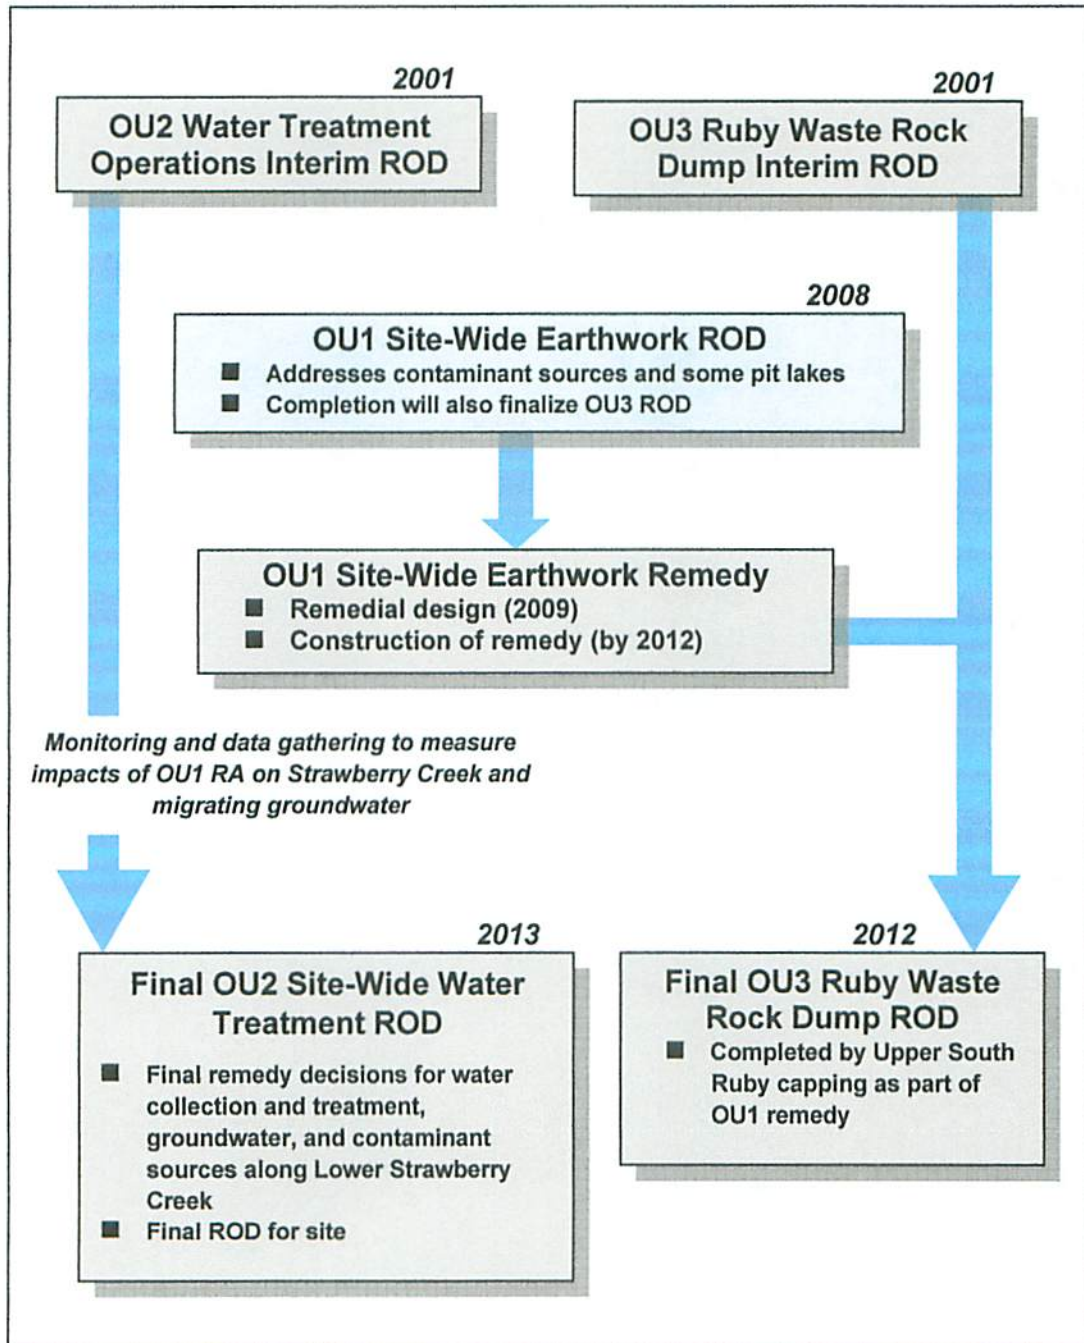 2001
OU2 Water Treatment
Operations Interim ROD
2001
OU3 Ruby Waste Rock
Dump Interim ROD
2008
OU1 Site-Wide Earthwork ROD
■ Addresses contaminant sources and some pit lakes
■ Completion will also finalize OU3 ROD
OU1 Site-Wide Earthwork Remedy
■ Remedial design (2009)
■ Construction of remedy (by 2012)
Monitoring and data gathering to measure
impacts of OU1 RA on Strawberry Creek and
migrating groundwater
2013
Final OU2 Site-Wide Water
Treatment ROD
■ Final remedy decisions for water
collection and treatment,
groundwater, and contaminant
sources along Lower Strawberry
Creek
■ Final ROD for site
2012
Final OU3 Ruby Waste
Rock Dump ROD
■ Completed by Upper South
Ruby capping as part of
OU1 remedy